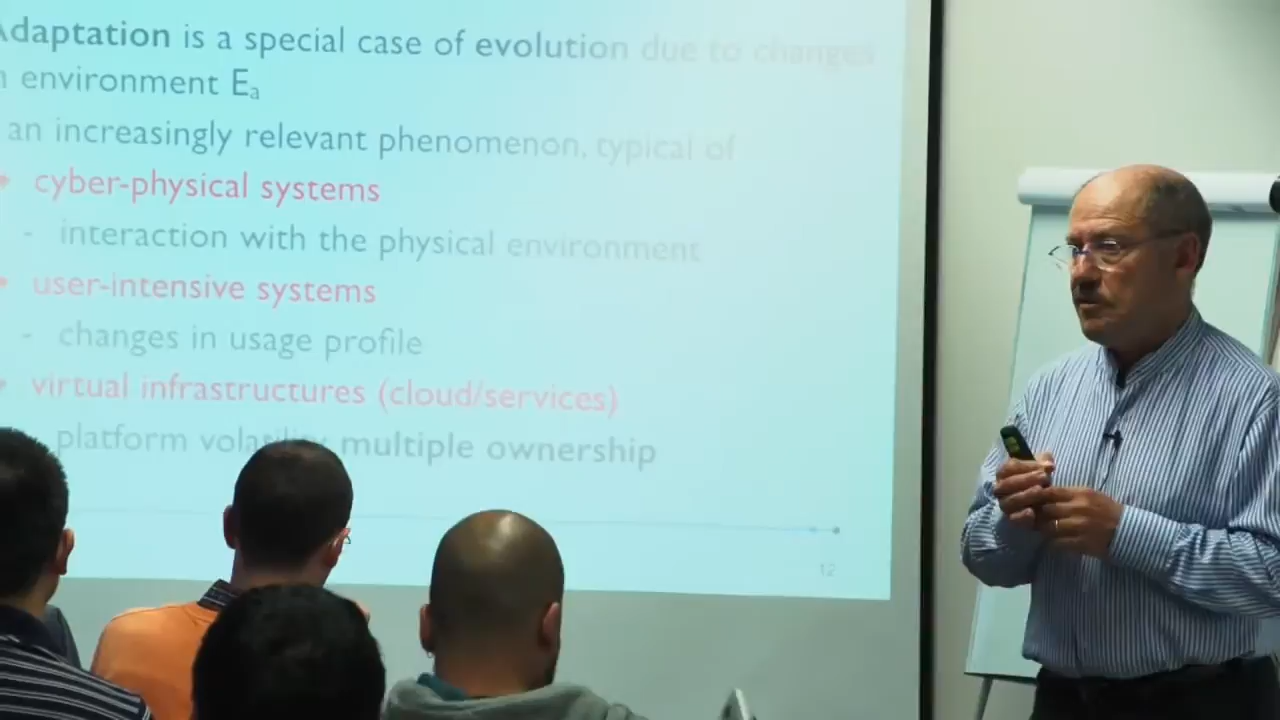 Adaptation is a special case of evolution due to changes
n environment Ea
an increasingly relevant phenomenon, typical of
cyber-physical systems
- interaction with the physical environment
user-intensive systems
- changes in usage profile
virtual infrastructures (cloud/services)
platform volatility, multiple ownership
12